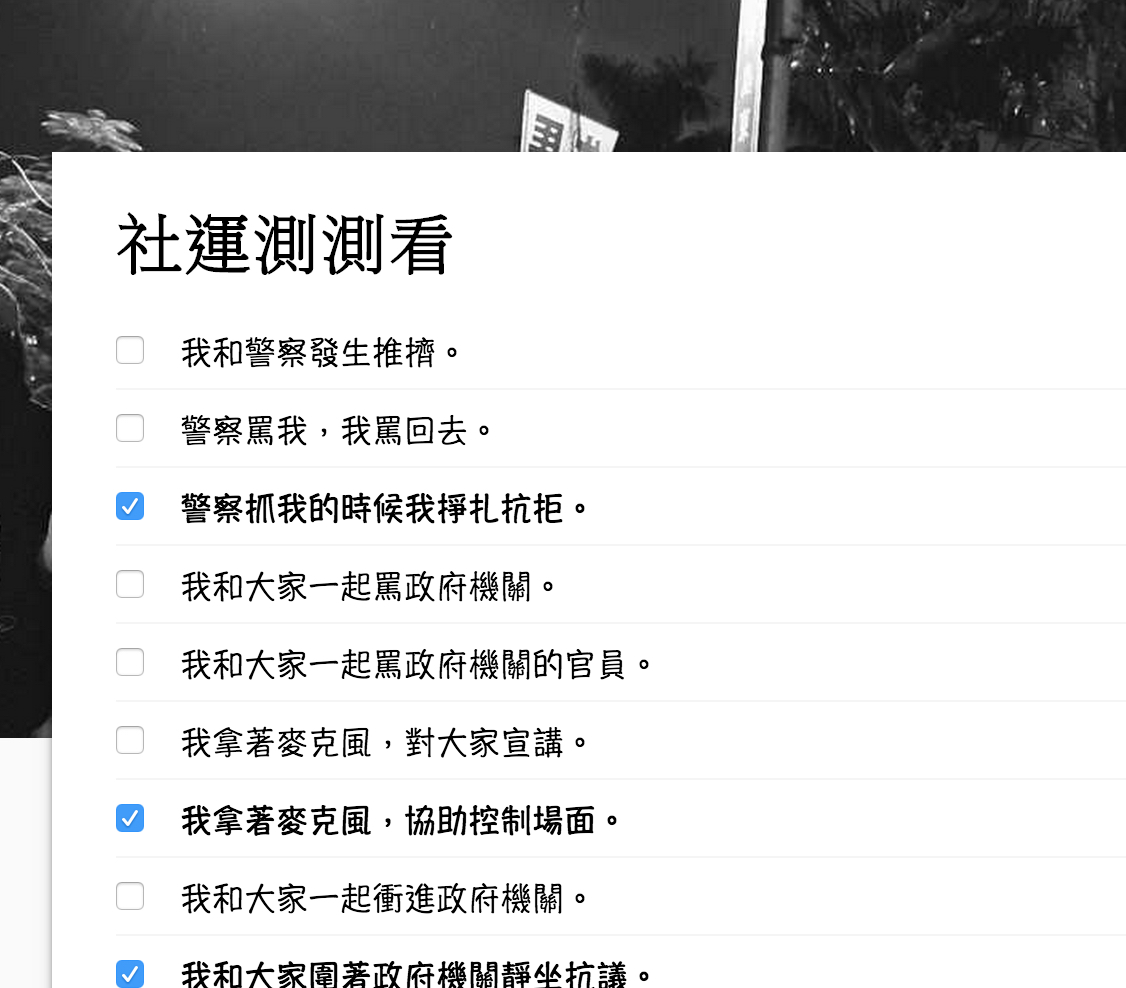 社運測測看
我和警察發生推擠。
警察罵我，我罵回去。
警察抓我的時候我掙扎抗拒。
我和大家一起罵政府機關。
我和大家一起罵政府機關的官員。
我拿著麥克風，對大家宣講。
我拿著麥克風，協助控制場面。
我和大家一起衝進政府機關。
我和大家圍著政府機關靜坐抗議。